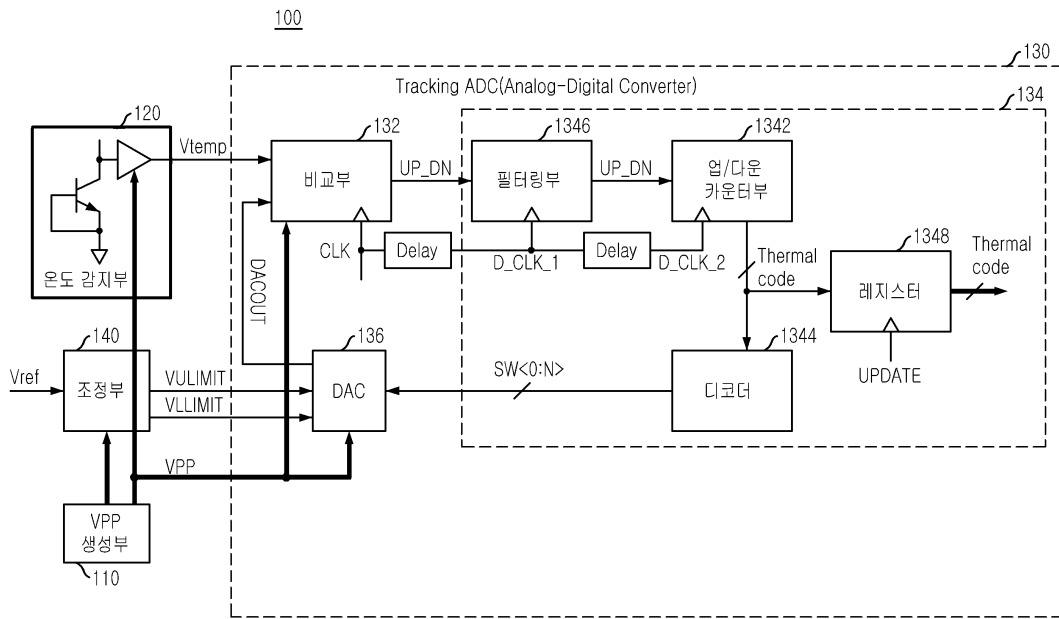 100
130
Tracking ADC(Analog-Digital Converter)
134
120
Vtemp
132
비교부
UP_DN
1346
필터링부
UP_DN
1342
업/다운
카운터부
CLK
Delay
D_CLK_1
Delay
D_CLK_2
온도 감지부
DACOUT
Thermal
code
1348
레지스터
Thermal
code
UPDATE
140
Vref
조정부
VULIMIT
VLLIMIT
136
DAC
SW<0:N>
1344
디코더
VPP
VPP
생성부
110